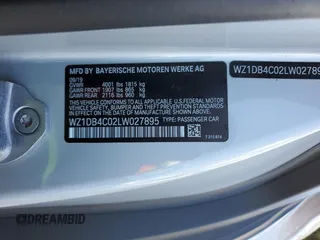 MFD BY BAYERISCHE MOTOREN WERKE AG
09/19
GVWR 4001 lbs 1815 kg
GAWR FRONT 1907 lbs 865 kg
GAWR REAR 2116 lbs 960 kg
THIS VEHICLE CONFORMS TO ALL APPLICABLE U.S. FEDERAL MOTOR VEHICLE SAFETY, BUMPER AND THEFT PREVENTION STANDARDS IN EFFECT ON THE DATE OF MANUFACTURE SHOWN ABOVE.
WZ1DB4C02LW027895 TYPE: PASSENGER CAR
WZ1DB4C02LW02789
DREAMBID